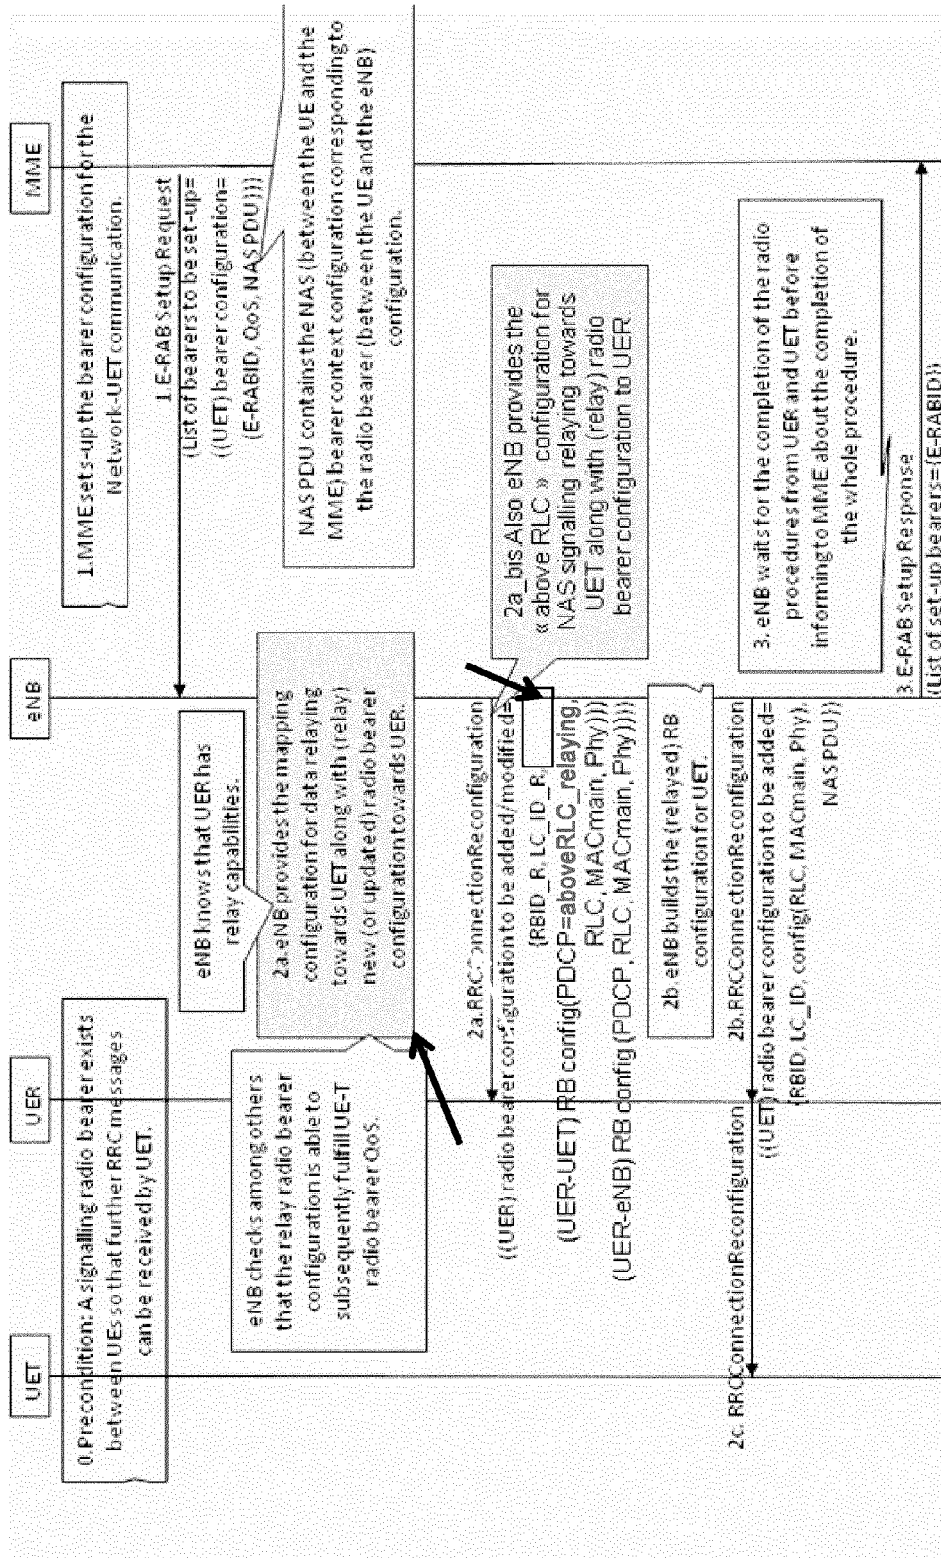 UET
UER
eNB
MME
0.Precondition: A signalling radio bearer exists
between UEs so that further RRC messages
can be received by UET.
1.MME sets-up the bearer configuration for the
Network-UET communication.
1.E-RAB Setup Request
(List of bearers to be set-up=
((UET) bearer configuration=
(E-RABID, QoS, NAS PDU)))
eNB knows that UER has
relay capabilities.
NAS PDU contains the NAS (between the UE and the
MME) bearer context configuration corresponding to
the radio bearer (between the UE and the eNB)
configuration.
eNB checks among others
that the relay radio bearer
configuration is able to
subsequently fulfill UE-T
radio bearer QoS.
2a.eNB provides the mapping
configuration for data relaying
towards UET along with (relay)
new (or updated) radio bearer
configuration towards UER.
2a_bis.Also eNB provides the
« above RLC » configuration for
NAS signalling relaying towards
UET along with (relay) radio
bearer configuration to UER
2a.RRCConnectionReconfiguration
((UER) radio bearer configuration to be added/modified=
{RBID_R, LC_ID_R,
(UER-UET) RB config(PDCP=aboveRLC_relaying,
RLC, MACmain, Phy)))
(UER-eNB) RB config (PDCP, RLC, MACmain, Phy))))
2b. eNB builds the (relayed) RB
configuration for UET.
2b.RRCConnectionReconfiguration
((UET) radio bearer configuration to be added=
{RBID, LC_ID, config(RLC, MACmain, Phy),
NAS PDU))
2c. RRCConnectionReconfiguration
3. eNB waits for the completion of the radio
procedures from UER and UET before
informing to MME about the completion of
the whole procedure.
3.E-RAB Setup Response
((List of set-up bearers={E-RABID))